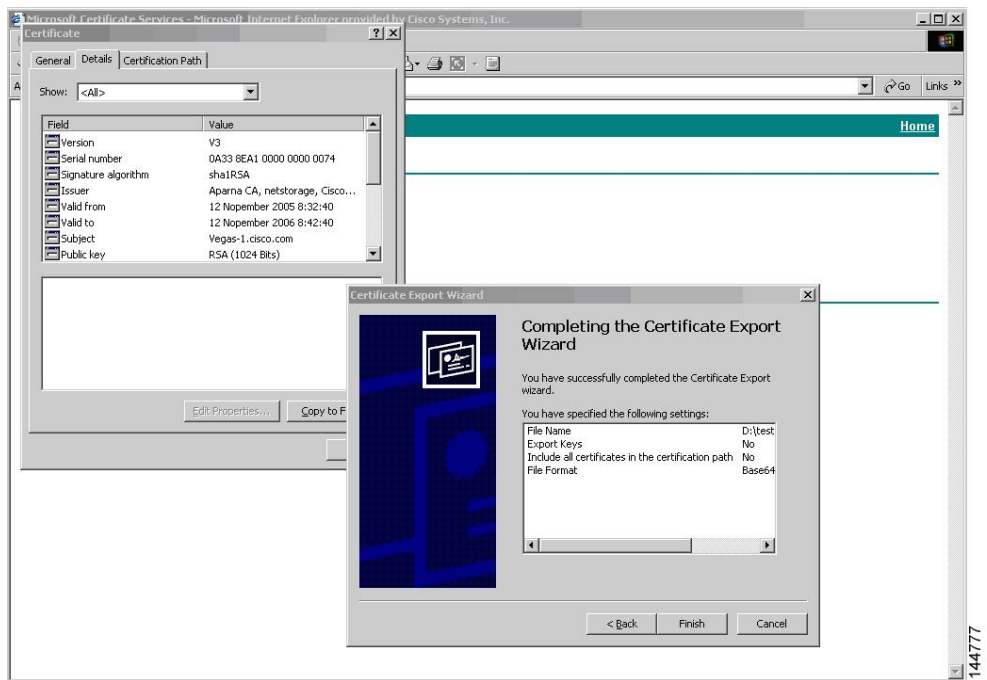 Microsoft Certificate Services - Microsoft Internet Explorer provided by Cisco Systems, Inc.
Certificate
General Details Certification Path
Show: <All>
Field Value
Version V3
Serial number 0A33 8EA1 0000 0000 0074
Signature algorithm sha1RSA
Issuer Aparna CA, netstorage, Cisco...
Valid from 12 Nopember 2005 8:32:40
Valid to 12 Nopember 2006 8:42:40
Subject Vegas-1.cisco.com
Public key RSA (1024 Bits)
Edit Properties... Copy to F
Go Links »
Home
Certificate Export Wizard
Completing the Certificate Export
Wizard
You have successfully completed the Certificate Export
wizard.
You have specified the following settings:
File Name D:\test
Export Keys No
Include all certificates in the certification path No
File Format Base64
< Back Finish Cancel
144777